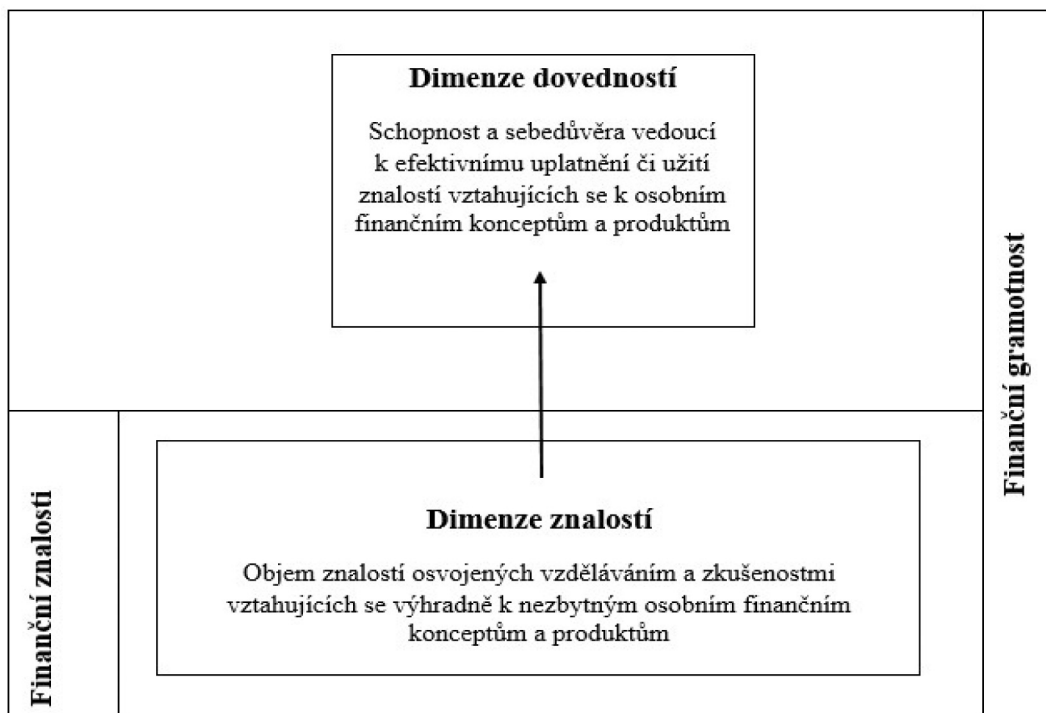 Dimenze dovedností
Schopnost a sebedůvěra vedoucí
k efektivnímu uplatnění či užití
znalostí vztahujících se k osobním
finančním konceptům a produktům
Finanční gramotnost
Finanční znalosti
Dimenze znalostí
Objem znalostí osvojených vzděláváním a zkušenostmi
vztahujících se výhradně k nezbytným osobním finančním
konceptům a produktům